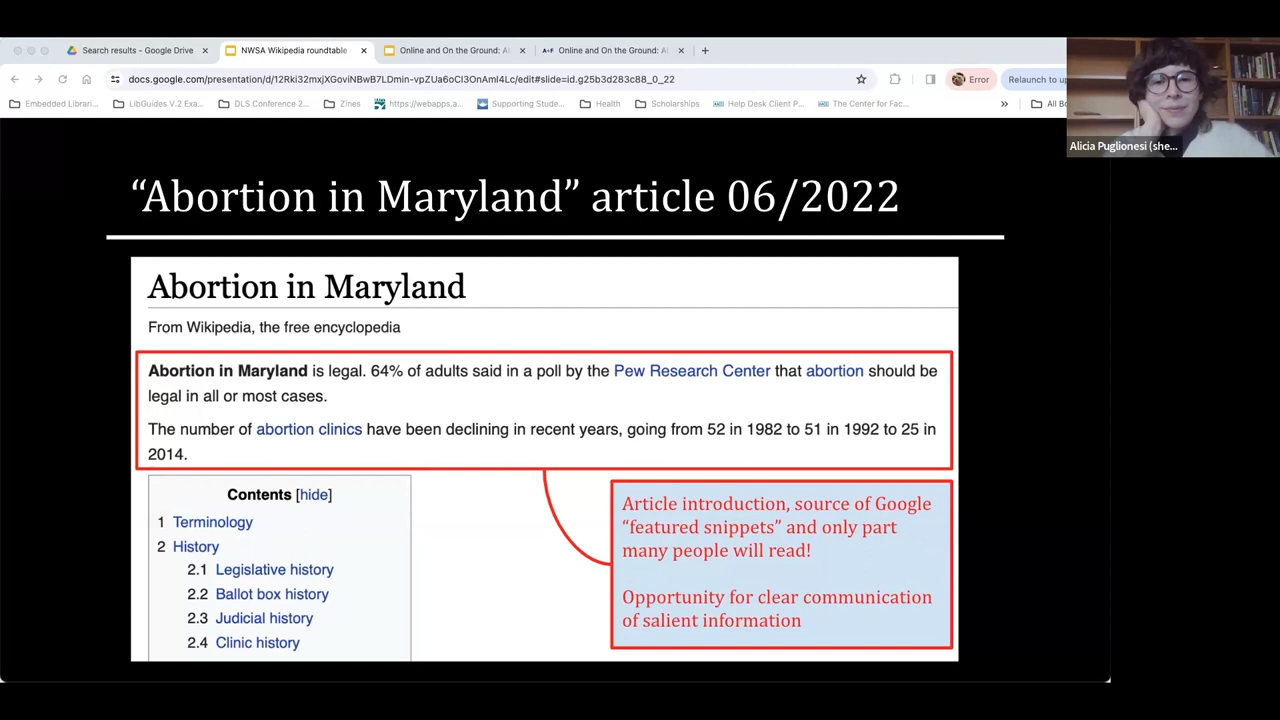 Search results - Google Drive
NWSA Wikipedia roundtable
Online and On the Ground: A
A+F Online and On the Ground: A
docs.google.com/presentation/d/12Rki32mxjXGoviNBwB7LDmin-vpZUa6oCI3OnAml4Lc/edit#slide=id.g25b3d283c88_0_22
Error
Relaunch to u
Embedded Librari...
LibGuides V.2 Exa...
DLS Conference 2...
Zines
https://webapps.a...
Supporting Stude...
Health
Scholarships
Help Desk Client P...
The Center for Fac...
All Bo
Alicia Puglionesi (she...
“Abortion in Maryland” article 06/2022
Abortion in Maryland
From Wikipedia, the free encyclopedia
Abortion in Maryland is legal. 64% of adults said in a poll by the Pew Research Center that abortion should be
legal in all or most cases.
The number of abortion clinics have been declining in recent years, going from 52 in 1982 to 51 in 1992 to 25 in
2014.
Contents [hide]
1 Terminology
2 History
2.1 Legislative history
2.2 Ballot box history
2.3 Judicial history
2.4 Clinic history
Article introduction, source of Google
“featured snippets” and only part
many people will read!
Opportunity for clear communication
of salient information